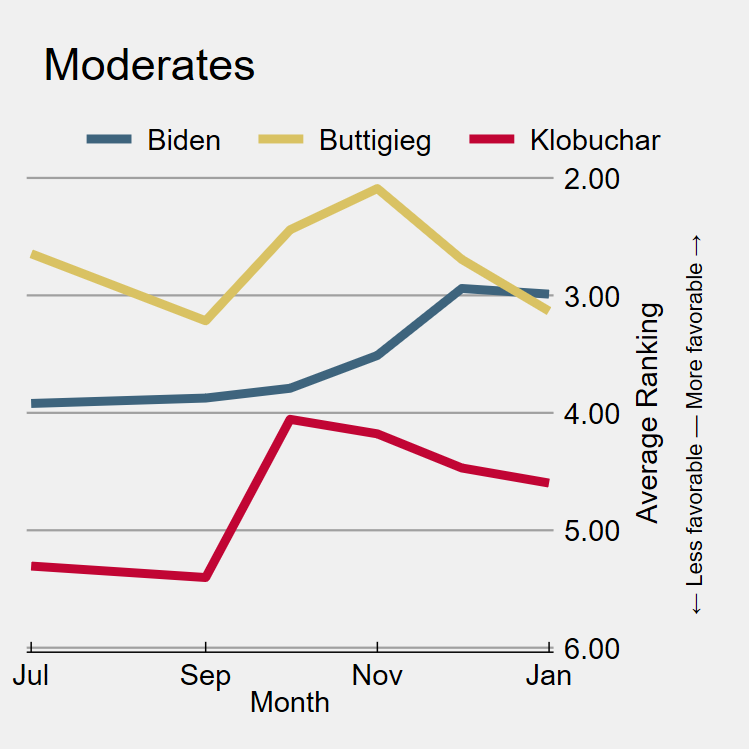 Moderates
Biden Buttigieg Klobuchar
2.00
3.00
4.00
5.00
6.00
Average Ranking
← Less favorable — More favorable →
Jul Sep Nov Jan
Month